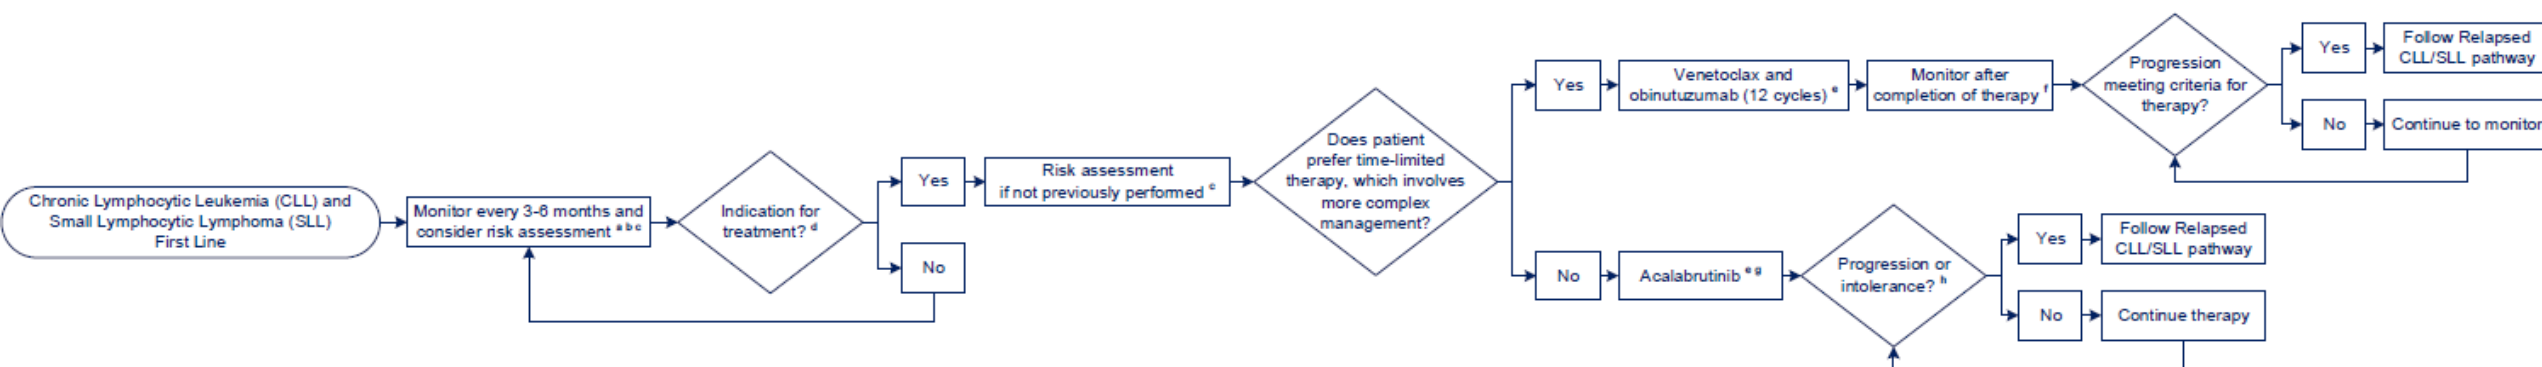 Chronic Lymphocytic Leukemia (CLL) and
Small Lymphocytic Lymphoma (SLL)
First Line
Monitor every 3-6 months and
consider risk assessment a b c
Indication for
treatment? d
Yes
No
Risk assessment
if not previously performed c
Does patient
prefer time-limited
therapy, which involves
more complex
management?
Yes
Venetoclax and
obinutuzumab (12 cycles) e
Monitor after
completion of therapy f
Progression
meeting criteria for
therapy?
Yes
Follow Relapsed
CLL/SLL pathway
No
Continue to monitor
No
Acalabrutinib e g
Progression or
intolerance? h
Yes
Follow Relapsed
CLL/SLL pathway
No
Continue therapy